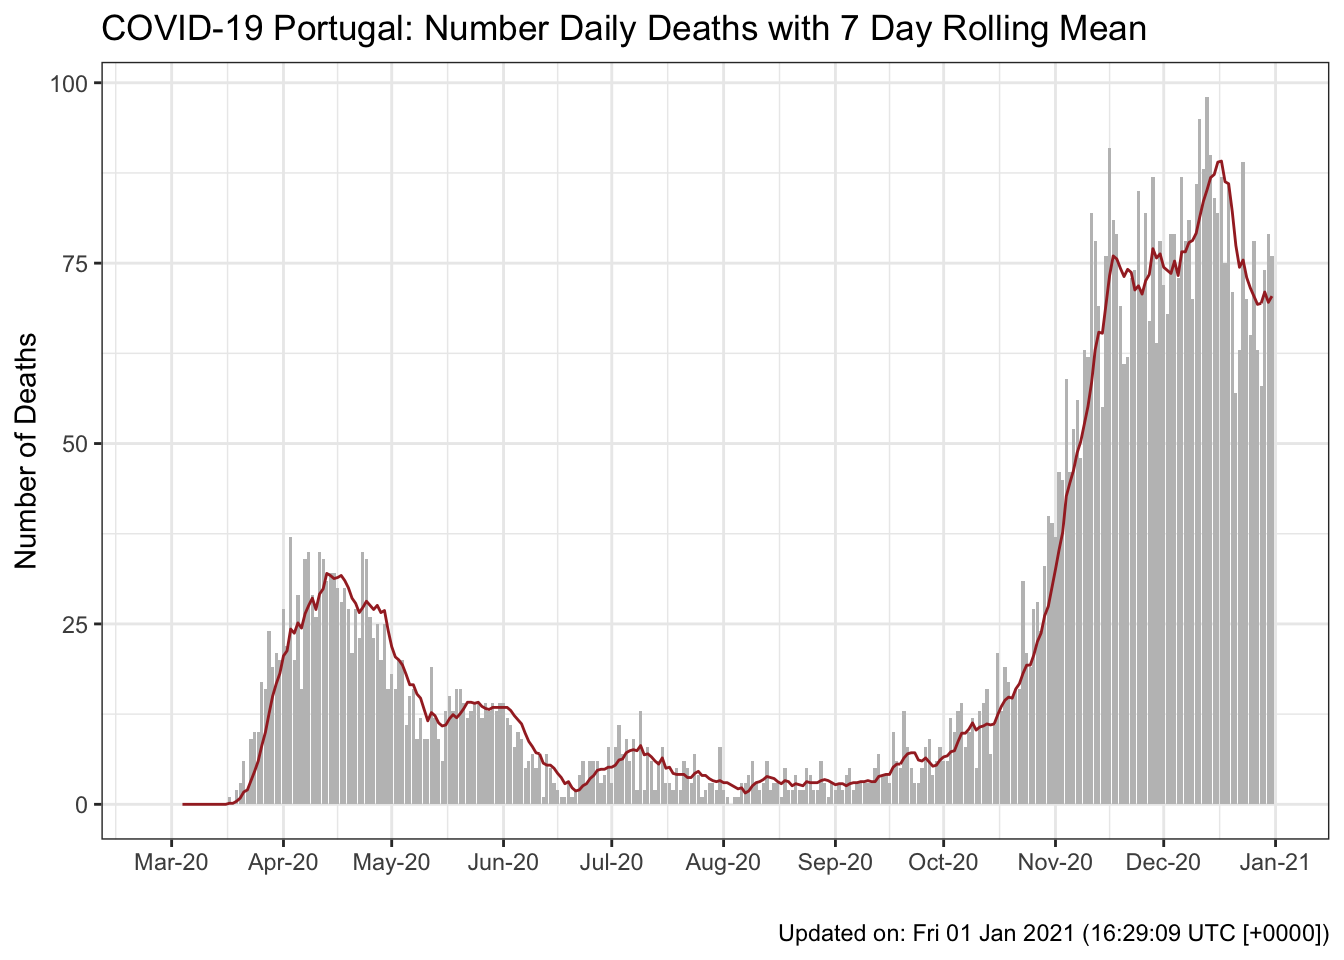 COVID-19 Portugal: Number Daily Deaths with 7 Day Rolling Mean
Number of Deaths
100
75
50
25
0
Mar-20 Apr-20 May-20 Jun-20 Jul-20 Aug-20 Sep-20 Oct-20 Nov-20 Dec-20 Jan-21
Updated on: Fri 01 Jan 2021 (16:29:09 UTC [+0000])